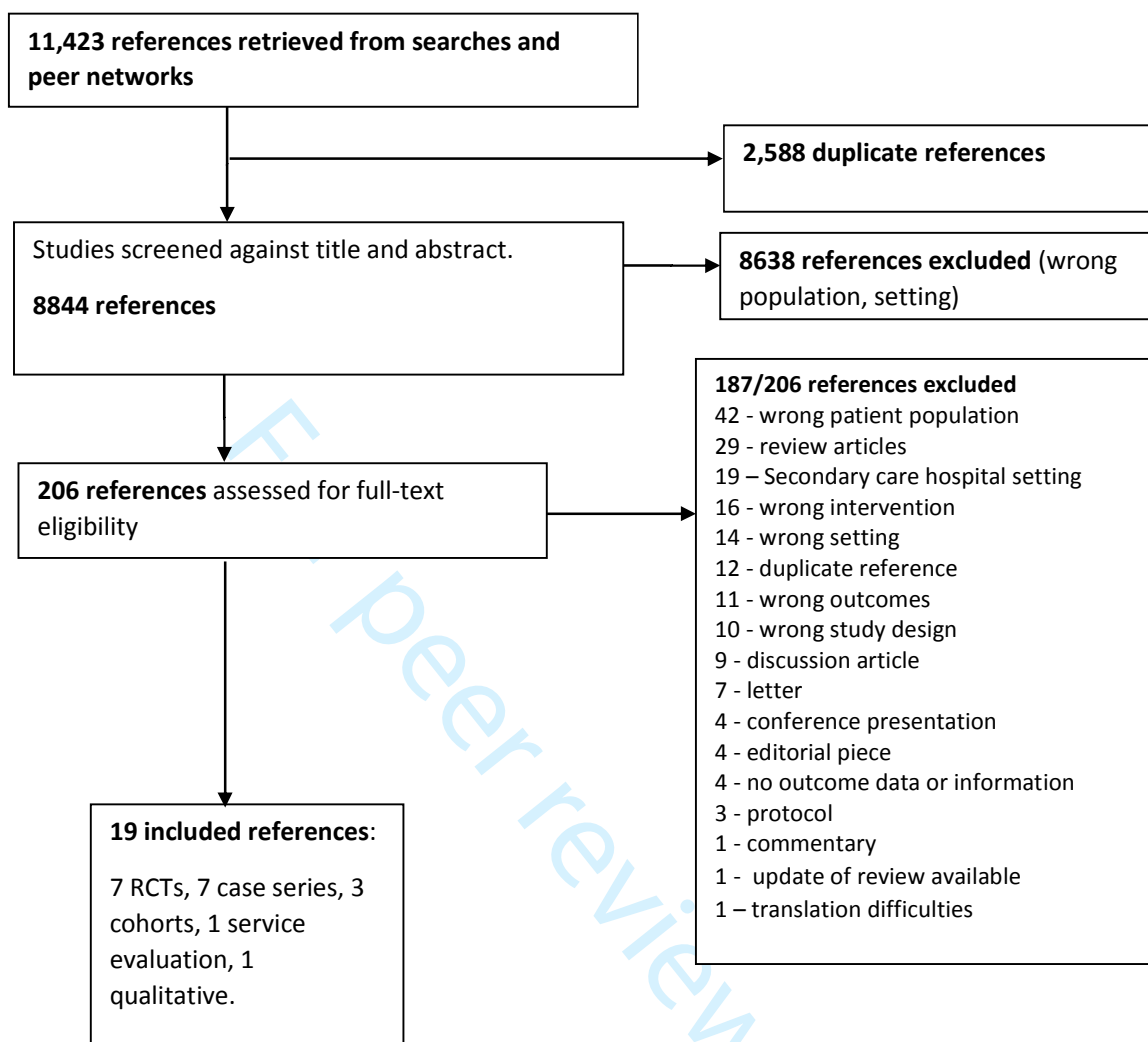 11,423 references retrieved from searches and
peer networks
2,588 duplicate references
Studies screened against title and abstract.
8844 references
8638 references excluded (wrong
population, setting)
206 references assessed for full-text
eligibility
187/206 references excluded
42 - wrong patient population
29 - review articles
19 – Secondary care hospital setting
16 - wrong intervention
14 - wrong setting
12 - duplicate reference
11 - wrong outcomes
10 - wrong study design
9 - discussion article
7 - letter
4 - conference presentation
4 - editorial piece
4 - no outcome data or information
3 - protocol
1 - commentary
1 - update of review available
1 – translation difficulties
19 included references:
7 RCTs, 7 case series, 3
cohorts, 1 service
evaluation, 1
qualitative.
peer review